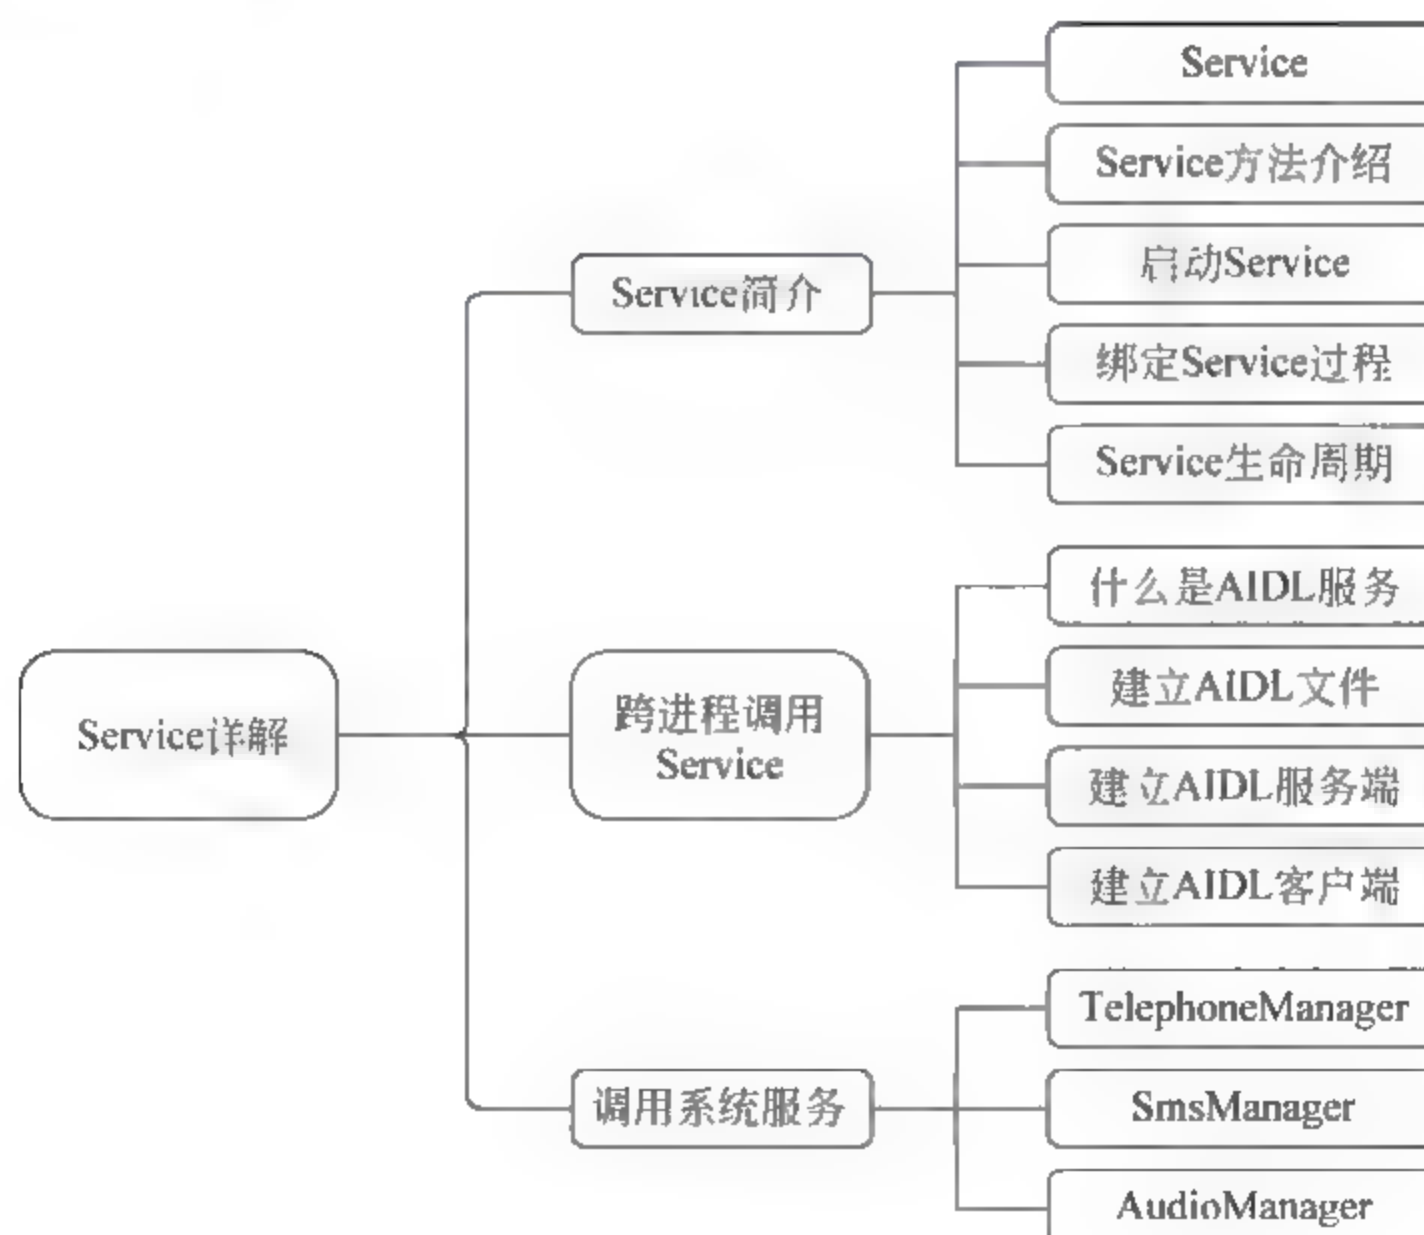 Service详解
Service简介
Service
Service方法介绍
启动Service
绑定Service过程
Service生命周期
跨进程调用
Service
什么是AIDL服务
建立AIDL文件
建立AIDL服务端
建立AIDL客户端
调用系统服务
TelephoneManager
SmsManager
AudioManager